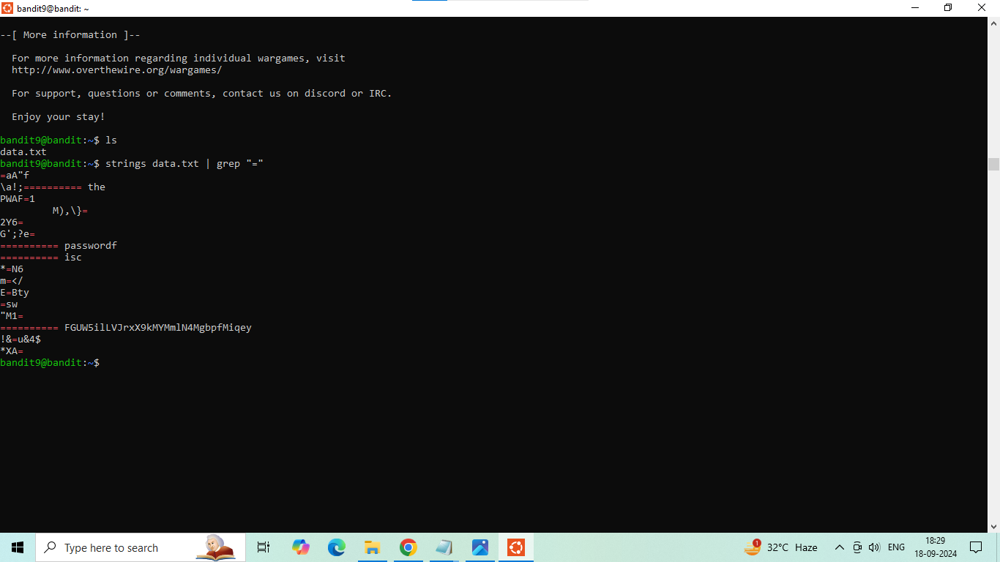 bandit9@bandit: ~
--[ More information ]--
For more information regarding individual wargames, visit
http://www.overthewire.org/wargames/
For support, questions or comments, contact us on discord or IRC.
Enjoy your stay!
bandit9@bandit:~$ ls
data.txt
bandit9@bandit:~$ strings data.txt | grep "="
=aA"f
\a!;========== the
PWAF=1
M),\}=
2Y6=
G';?e=
========== passwordf
========== isc
*=N6
m=</
E=Bty
=sw
"M1=
========== FGUW5ilLVJrxX9kMYMmlN4MgbpfMiqey
!&=u&4$
*XA=
bandit9@bandit:~$
Type here to search
1
32°C Haze
ENG
18:29
18-09-2024